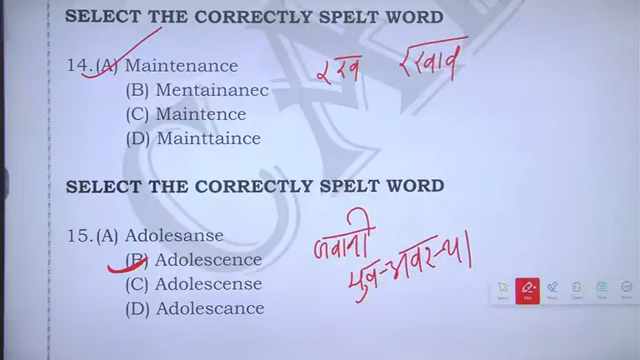 SELECT THE CORRECTLY SPELT WORD
14. (A) Maintenance रख रखाव
(B) Mentainanec
(C) Maintence
(D) Mainttaince
SELECT THE CORRECTLY SPELT WORD
15. (A) Adolesanse जवानी
(B) Adolescence युव-अवस्था
(C) Adolescense
(D) Adolescance